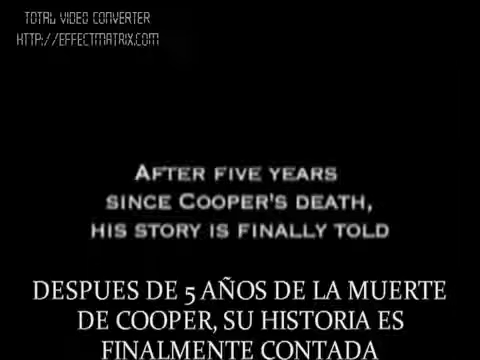 TOTAL VIDEO CONVERTER
HTTP://EFFECTMATRIX.COM
AFTER FIVE YEARS
SINCE COOPER'S DEATH,
HIS STORY IS FINALLY TOLD
DESPUES DE 5 AÑOS DE LA MUERTE
DE COOPER, SU HISTORIA ES
FINALMENTE CONTADA